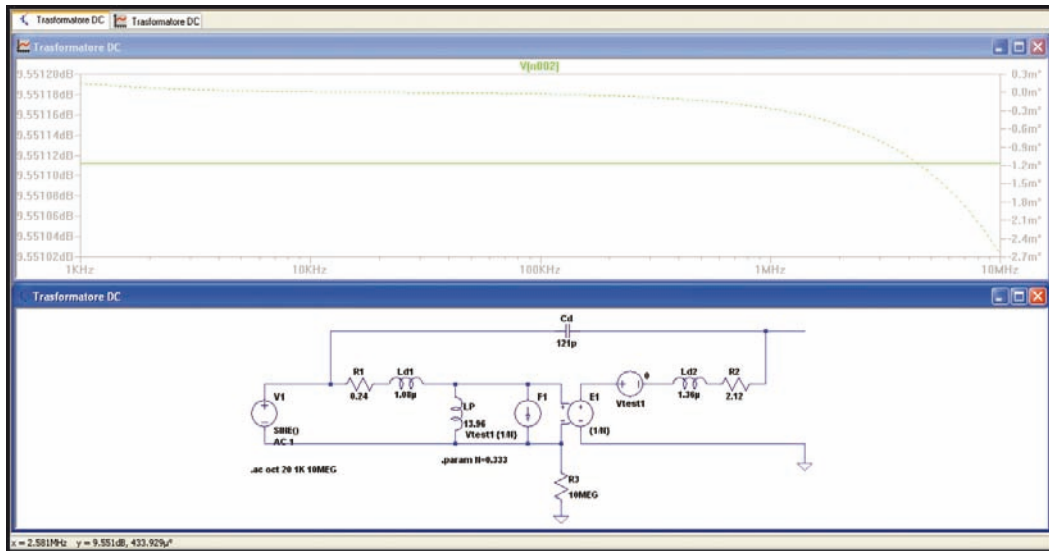 Trasformatore DC Trasformatore DC
Trasformatore DC
V(n002)
9.55120dB 0.3m°
9.55118dB 0.0m°
9.55116dB -0.3m°
9.55114dB -0.6m°
9.55112dB -0.9m°
-1.2m°
9.55110dB -1.5m°
9.55108dB -1.8m°
9.55106dB -2.1m°
9.55104dB -2.4m°
9.55102dB -2.7m°
1KHz 10KHz 100KHz 1MHz 10MHz
Trasformatore DC
Cd
121p
R1 Ld1 Ld2 R2
0.24 1.08µ Vtest1 0 1.36µ 2.12
V1 LP F1 E1
SINE() 13.96 {1/N}
AC 1 Vtest1 {1/N}
.ac oct 20 1K 10MEG .param N=0.333
R3
10MEG
x = 2.581MHz y = 9.551dB, 433.929µ°